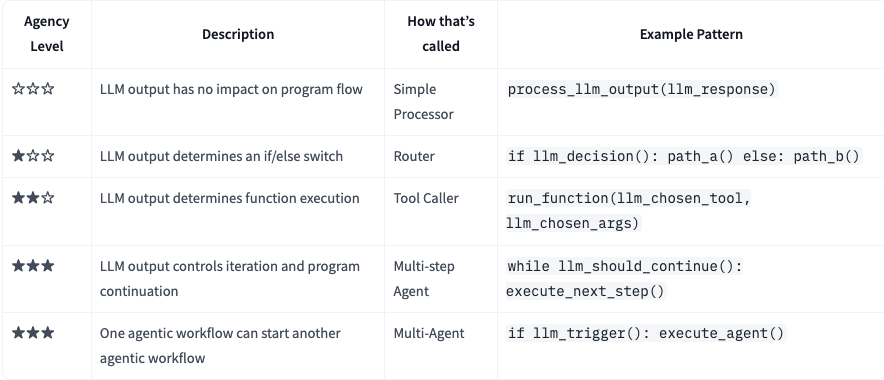 Agency Level
Description
How that's called
Example Pattern
☆☆☆
LLM output has no impact on program flow
Simple Processor
process_llm_output(llm_response)
★☆☆
LLM output determines an if/else switch
Router
if llm_decision(): path_a() else: path_b()
★★☆
LLM output determines function execution
Tool Caller
run_function(llm_chosen_tool,
llm_chosen_args)
★★★
LLM output controls iteration and program
continuation
Multi-step
Agent
while llm_should_continue():
execute_next_step()
★★★
One agentic workflow can start another
agentic workflow
Multi-Agent
if llm_trigger(): execute_agent()